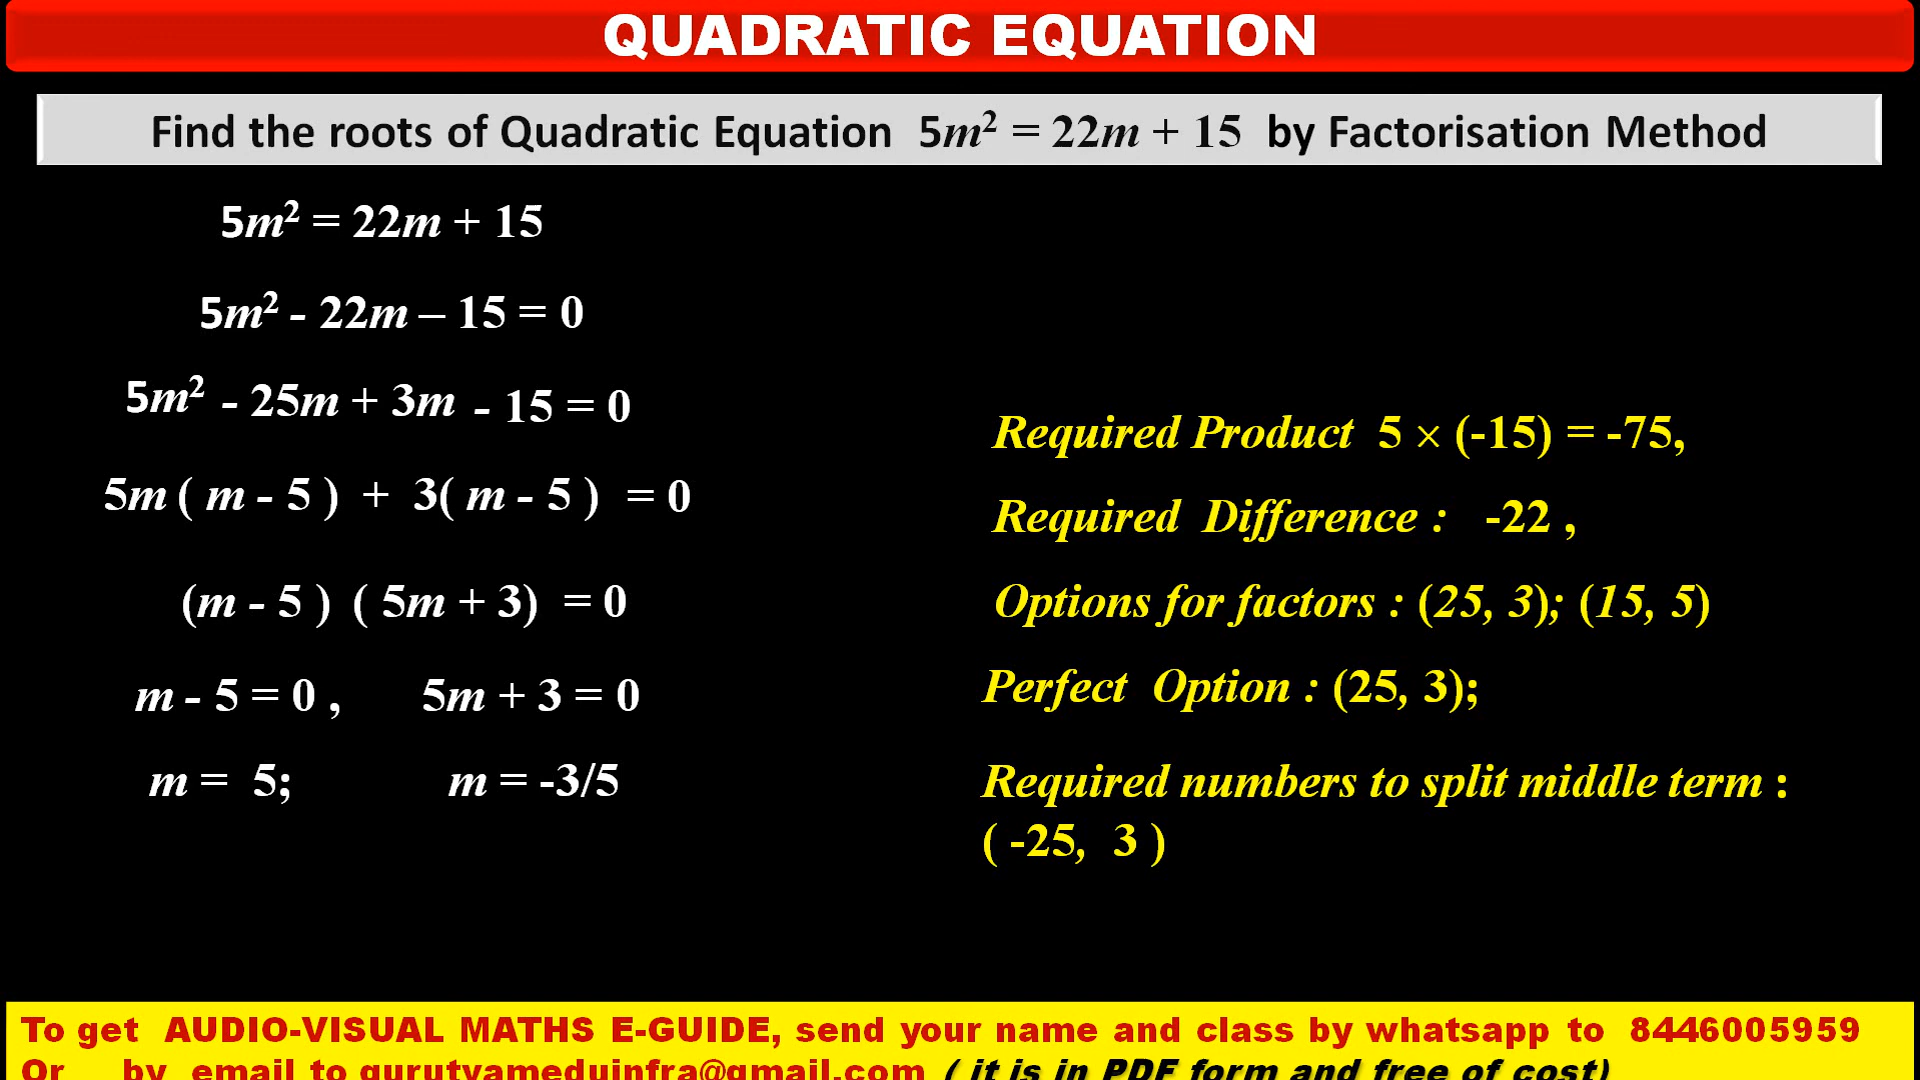 QUADRATIC EQUATION
Find the roots of Quadratic Equation 5m² = 22m + 15 by Factorisation Method
5m² = 22m + 15
5m² - 22m – 15 = 0
5m² - 25m + 3m - 15 = 0
5m ( m - 5 ) + 3( m - 5 ) = 0
(m - 5 ) ( 5m + 3) = 0
m - 5 = 0 , 5m + 3 = 0
m = 5; m = -3/5
Required Product 5 × (-15) = -75,
Required Difference : -22 ,
Options for factors : (25, 3); (15, 5)
Perfect Option : (25, 3);
Required numbers to split middle term :
( -25, 3 )
To get AUDIO-VISUAL MATHS E-GUIDE, send your name and class by whatsapp to 8446005959
Or by email to gurutvameduinfra@gmail.com ( it is in PDF form and free of cost)